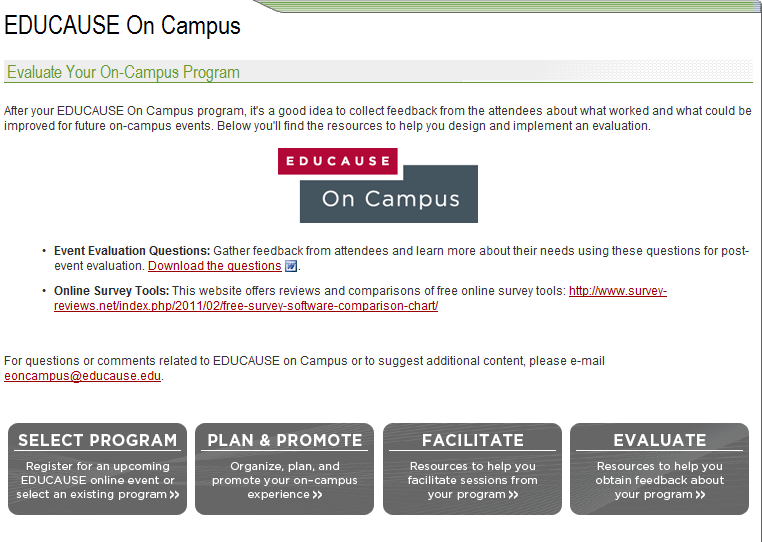 EDUCAUSE On Campus
Evaluate Your On-Campus Program
After your EDUCAUSE On Campus program, it's a good idea to collect feedback from the attendees about what worked and what could be
improved for future on-campus events. Below you'll find the resources to help you design and implement an evaluation.
EDUCAUSE
On Campus
• Event Evaluation Questions: Gather feedback from attendees and learn more about their needs using these questions for post-
event evaluation. Download the questions.
• Online Survey Tools: This website offers reviews and comparisons of free online survey tools: http://www.survey-
reviews.net/index.php/2011/02/free-survey-software-comparison-chart/
For questions or comments related to EDUCAUSE on Campus or to suggest additional content, please e-mail
eoncampus@educause.edu.
SELECT PROGRAM
Register for an upcoming
EDUCAUSE online event or
select an existing program »
PLAN & PROMOTE
Organize, plan, and
promote your on–campus
experience »
FACILITATE
Resources to help you
facilitate sessions from
your program »
EVALUATE
Resources to help you
obtain feedback about
your program »